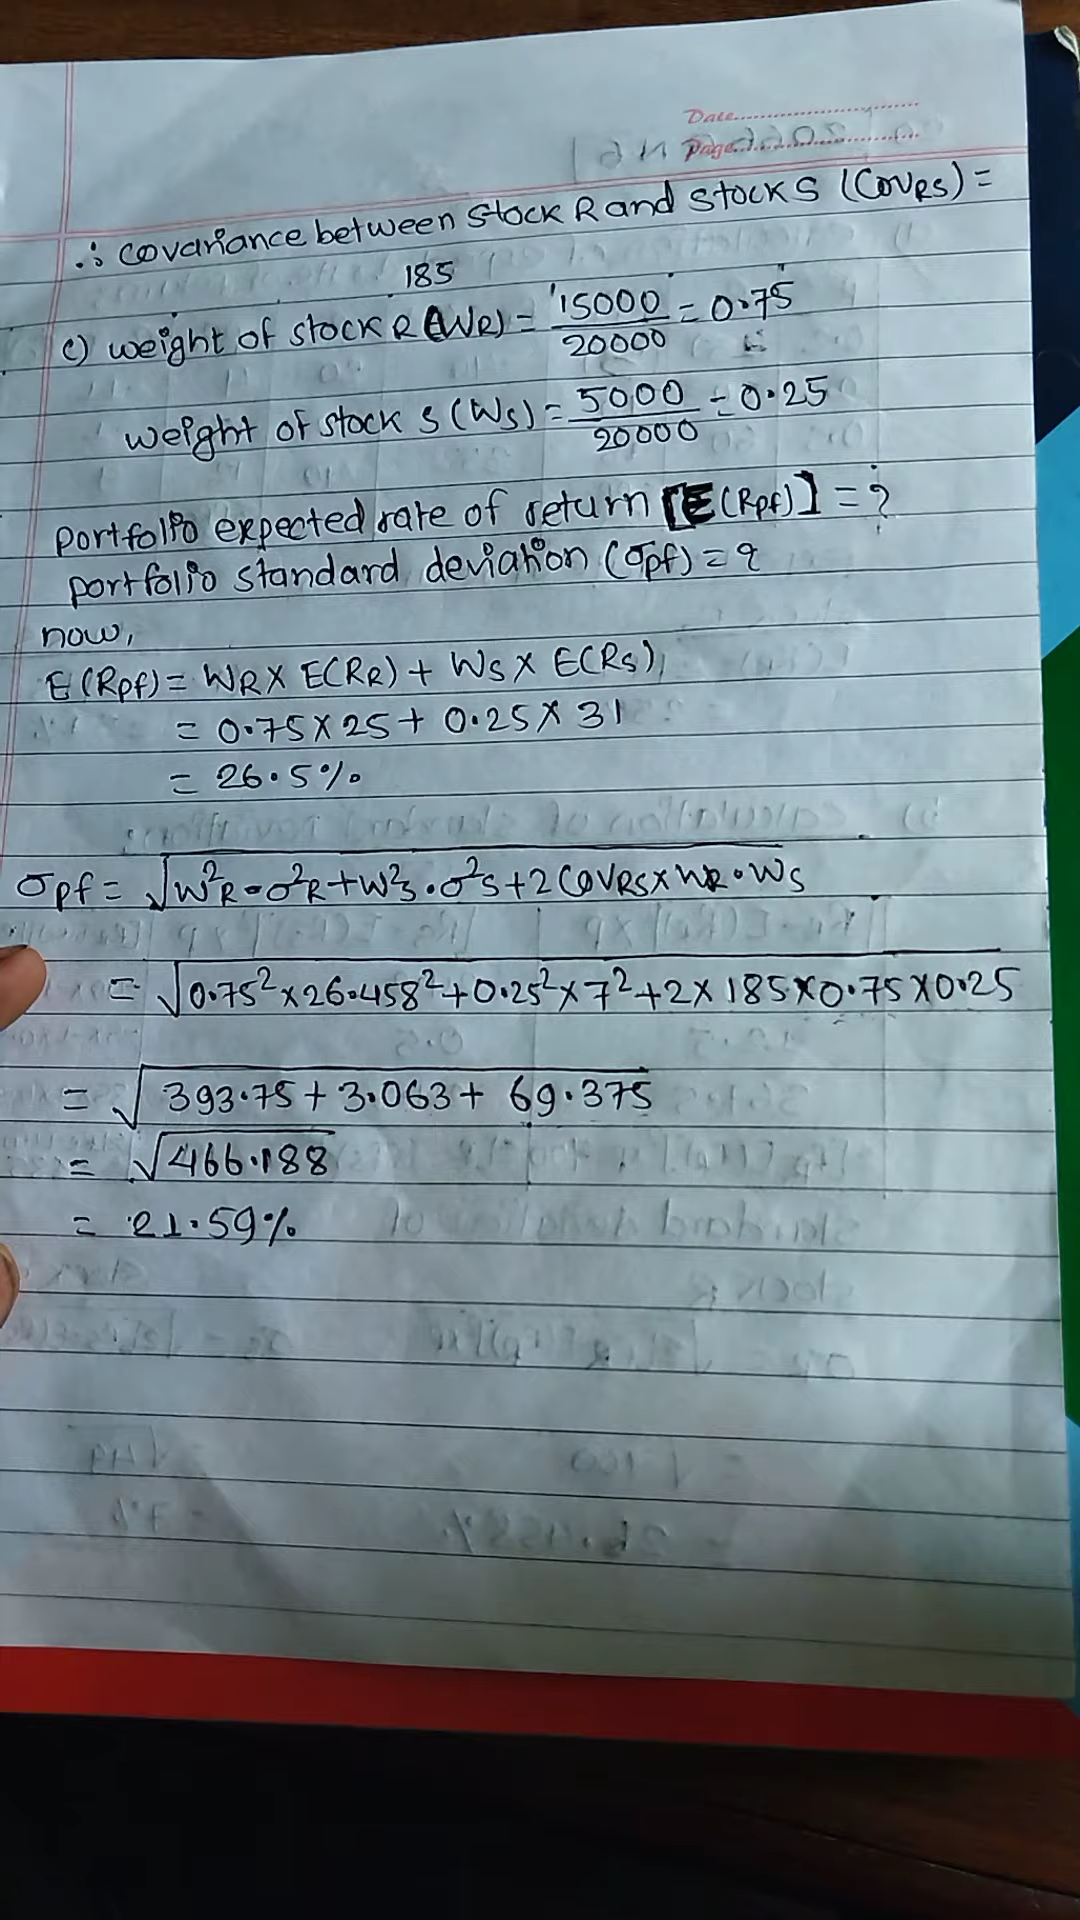 Date
Page
∴ covariance between stock R and stock S (CovRS) =
185
c) weight of stock R (WR) = 15000/20000 = 0.75
weight of stock S (WS) = 5000/20000 = 0.25
portfolio expected rate of return [E(Rpf)] = ?
portfolio standard deviation (σpf) = ?
now,
E(Rpf) = WR X E(RR) + WS X E(RS)
= 0.75 X 25 + 0.25 X 31
= 26.5%
σpf = √W²R . σ²R + W²S . σ²S + 2 COVRS x WR . WS
= √0.75² x 26.458² + 0.25² x 7² + 2 x 185 x 0.75 x 0.25
= √393.75 + 3.063 + 69.375
= √466.188
= 21.59%